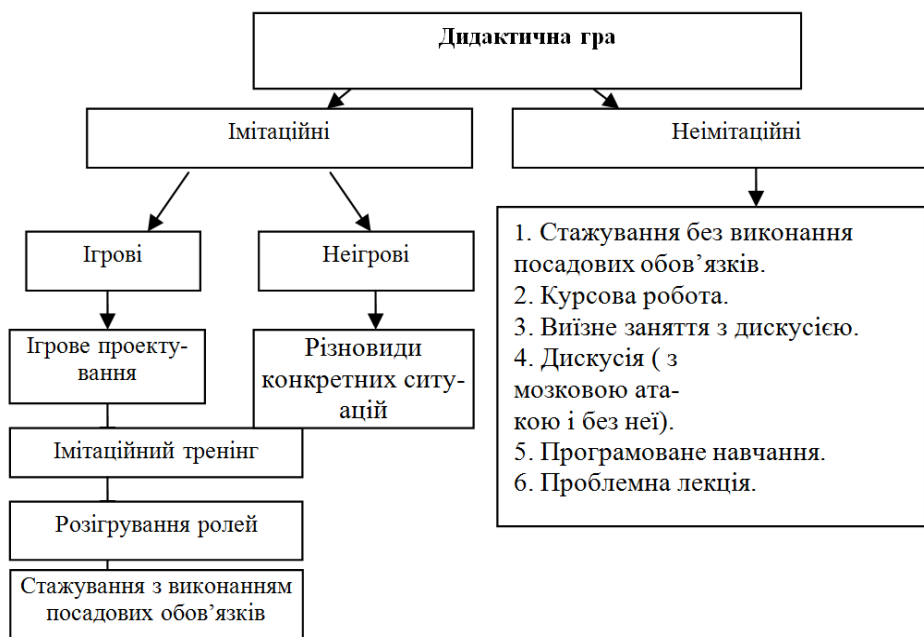 Дидактична гра
Імітаційні
Неімітаційні
Ігрові
Неігрові
Ігрове проекту-
вання
Різновиди
конкретних ситу-
ацій
Імітаційний тренінг
Розігрування ролей
Стажування з виконанням
посадових обов’язків
1. Стажування без виконання
посадових обов’язків.
2. Курсова робота.
3. Виїзне заняття з дискусією.
4. Дискусія ( з
мозковою ата-
кою і без неї).
5. Програмоване навчання.
6. Проблемна лекція.